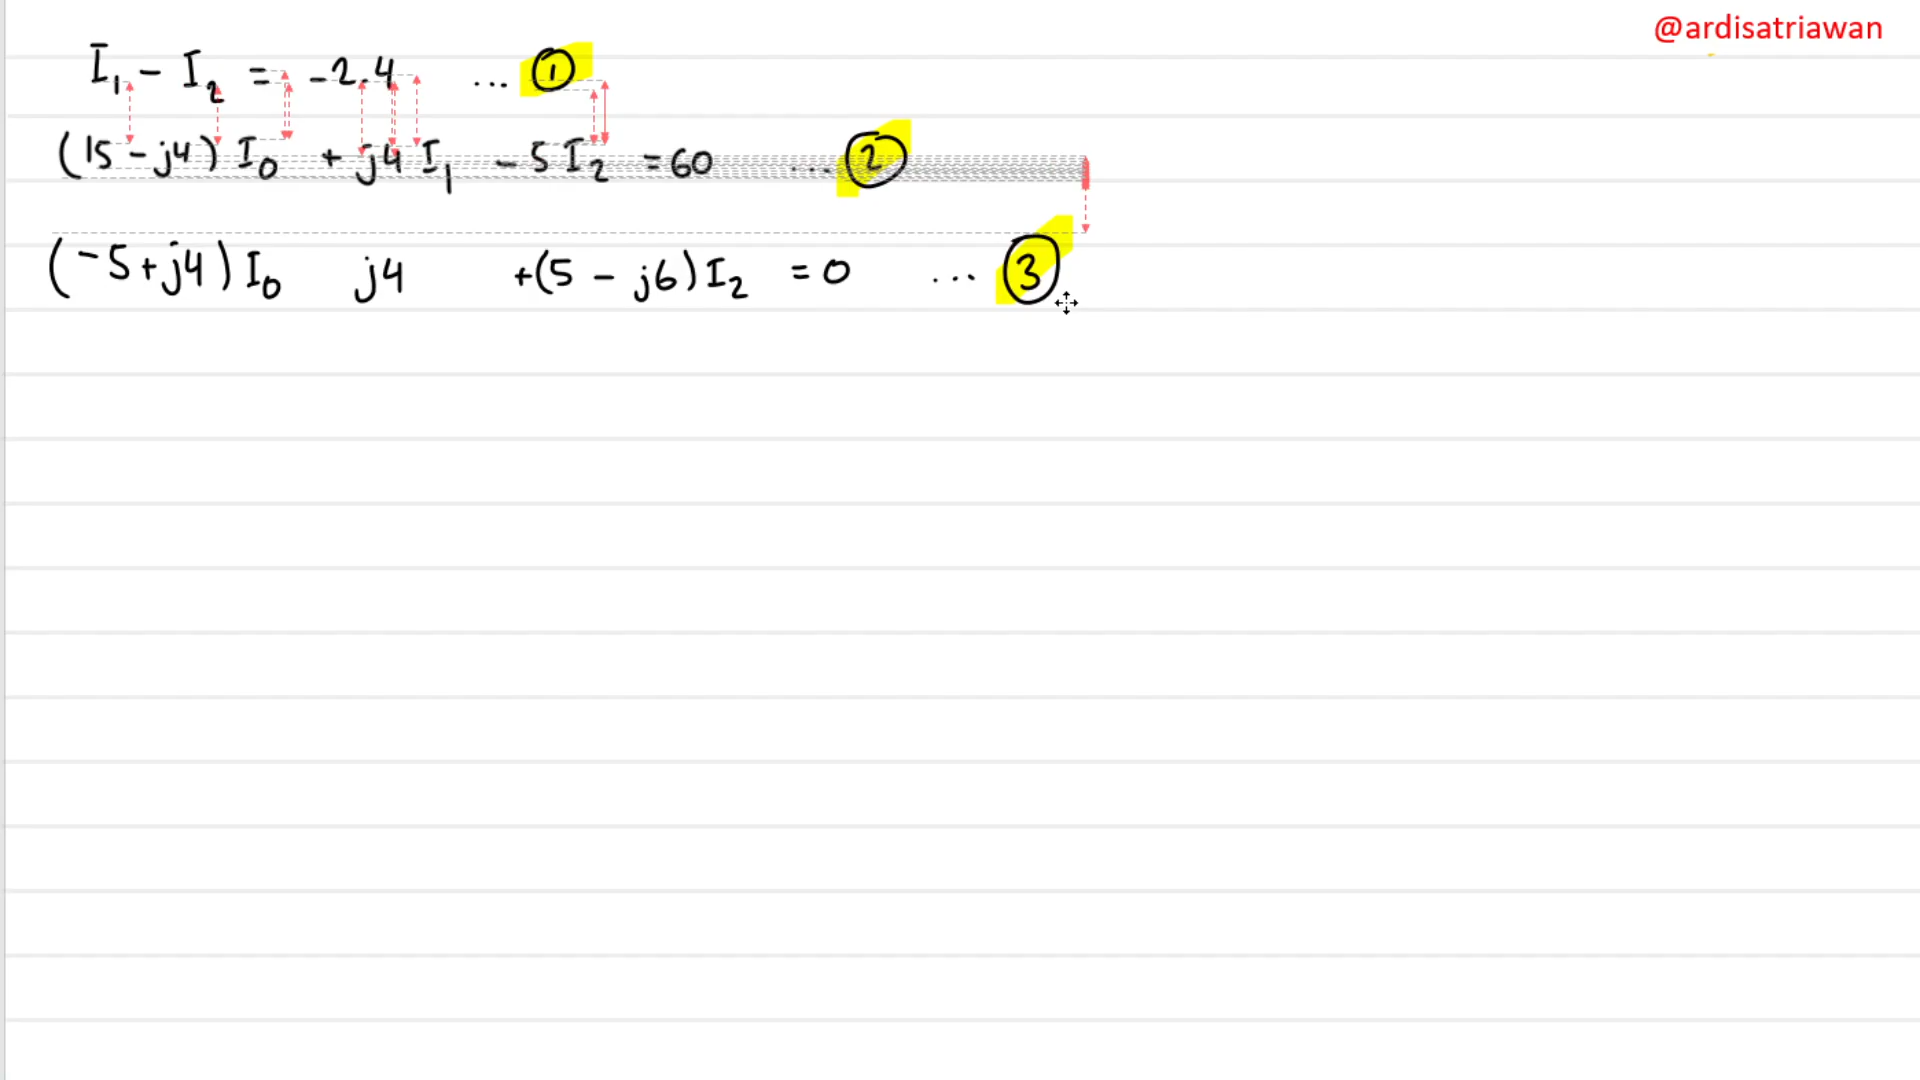 @ardisatriawan
I₁ - I₂ = -2.4 ... ①
(15 - j4) I₀ + j4 I₁ - 5 I₂ = 60 ... ②
(-5+j4) I₀ j4 +(5 - j6) I₂ = 0 ... ③